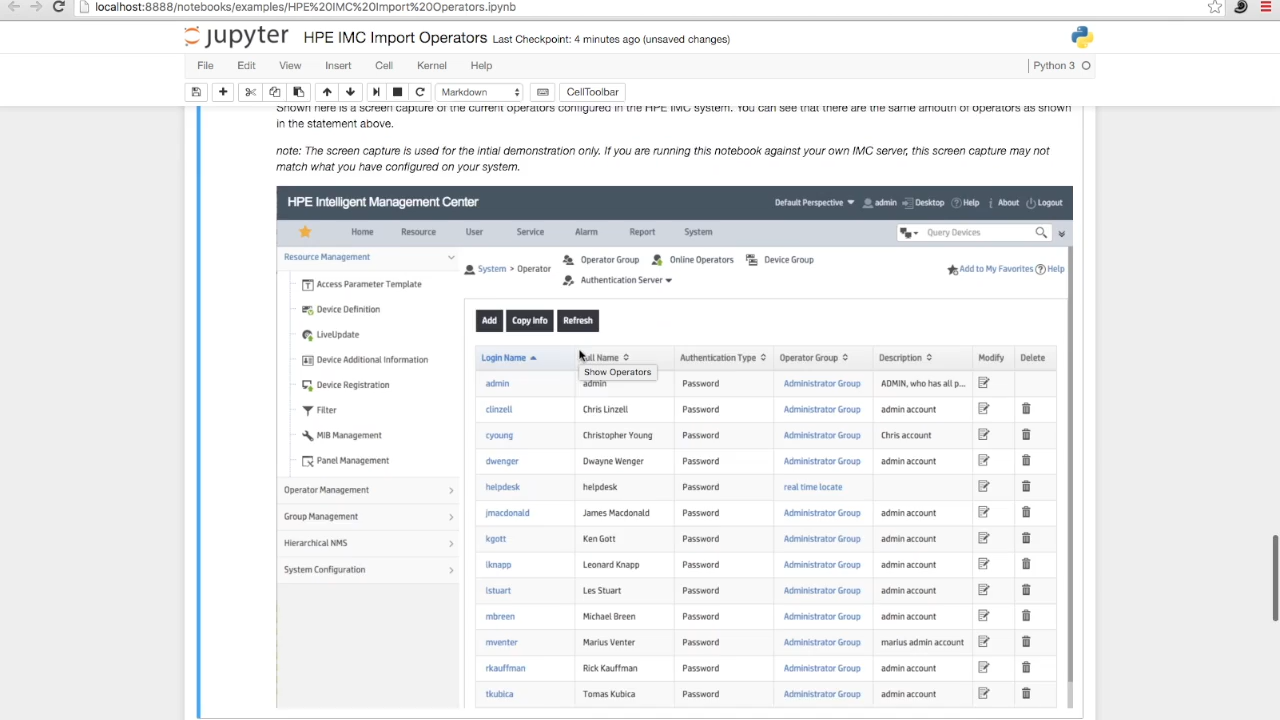 localhost:8888/notebooks/examples/HPE%20IMC%20Import%20Operators.ipynb
jupyter HPE IMC Import Operators Last Checkpoint: 4 minutes ago (unsaved changes)
File Edit View Insert Cell Kernel Help Python 3
Markdown CellToolbar
Shown here is a screen capture of the current operators configured in the HPE IMC system. You can see that there are the same amount of operators as shown
in the statement above.
note: The screen capture is used for the intial demonstration only. If you are running this notebook against your own IMC server, this screen capture may not
match what you have configured on your system.
HPE Intelligent Management Center Default Perspective admin Desktop Help About Logout
Home Resource User Service Alarm Report System Query Devices
Resource Management
System > Operator Operator Group Online Operators Device Group
Authentication Server
Add to My Favorites Help
Access Parameter Template
Device Definition
LiveUpdate
Device Additional Information
Device Registration
Filter
MIB Management
Panel Management
Operator Management
Group Management
Hierarchical NMS
System Configuration
Add Copy Info Refresh
Login Name Full Name Authentication Type Operator Group Description Modify Delete
Show Operators
admin admin Password Administrator Group ADMIN, who has all p...
clinzell Chris Linzell Password Administrator Group admin account
cyoung Christopher Young Password Administrator Group Chris account
dwenger Dwayne Wenger Password Administrator Group admin account
helpdesk helpdesk Password real time locate
jmacdonald James Macdonald Password Administrator Group admin account
kgott Ken Gott Password Administrator Group admin account
lknapp Leonard Knapp Password Administrator Group admin account
lstuart Les Stuart Password Administrator Group admin account
mbreen Michael Breen Password Administrator Group admin account
mventer Marius Venter Password Administrator Group marius admin account
rkauffman Rick Kauffman Password Administrator Group admin account
tkubica Tomas Kubica Password Administrator Group admin account